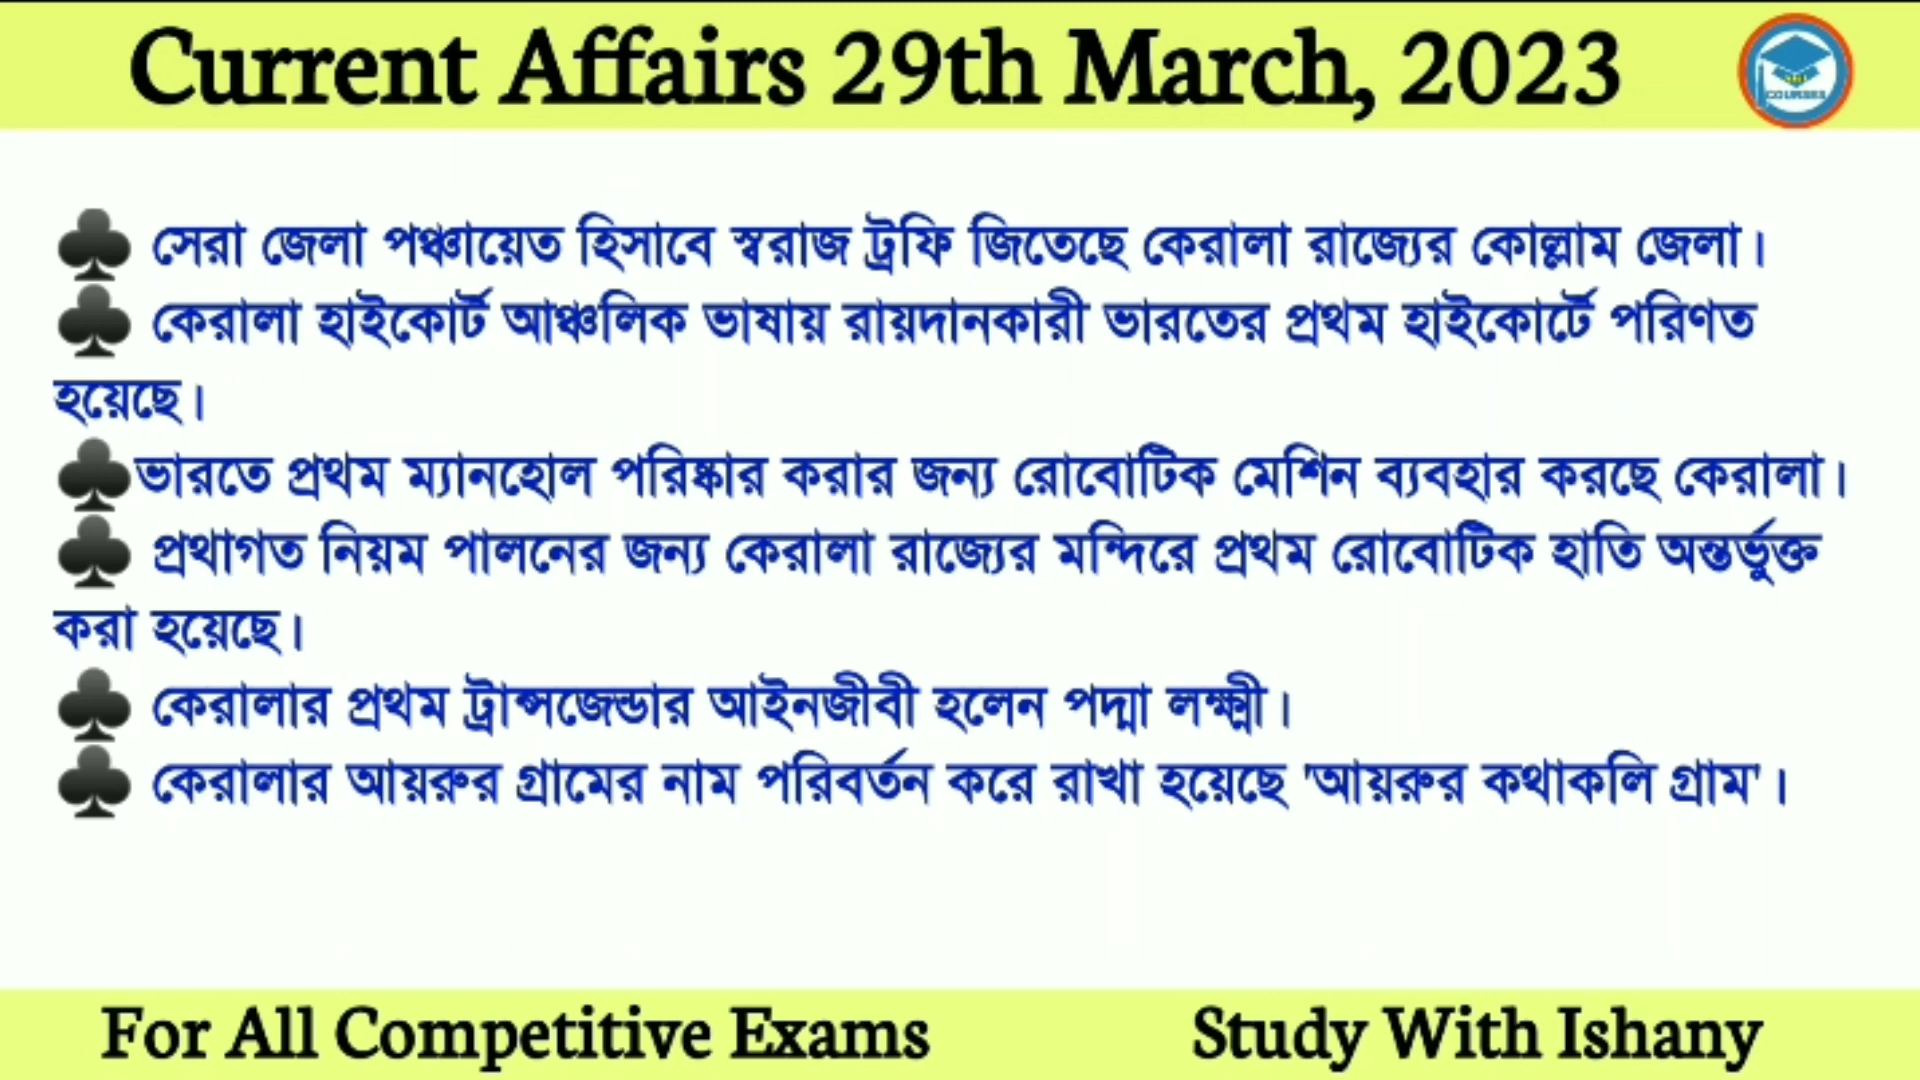 Current Affairs 29th March, 2023
COURSES
♣ সেরা জেলা পঞ্চায়েত হিসাবে স্বরাজ ট্রফি জিতেছে কেরালা রাজ্যের কোল্লাম জেলা।
♣ কেরালা হাইকোর্ট আঞ্চলিক ভাষায় রায়দানকারী ভারতের প্রথম হাইকোর্টে পরিণত
হয়েছে।
♣ভারতে প্রথম ম্যানহোল পরিষ্কার করার জন্য রোবোটিক মেশিন ব্যবহার করছে কেরালা।
♣ প্রথাগত নিয়ম পালনের জন্য কেরালা রাজ্যের মন্দিরে প্রথম রোবোটিক হাতি অন্তর্ভুক্ত
করা হয়েছে।
♣ কেরালার প্রথম ট্রান্সজেন্ডার আইনজীবী হলেন পদ্মা লক্ষ্মী।
♣ কেরালার আয়রুর গ্রামের নাম পরিবর্তন করে রাখা হয়েছে 'আয়রুর কথাকলি গ্রাম'।
For All Competitive Exams
Study With Ishany